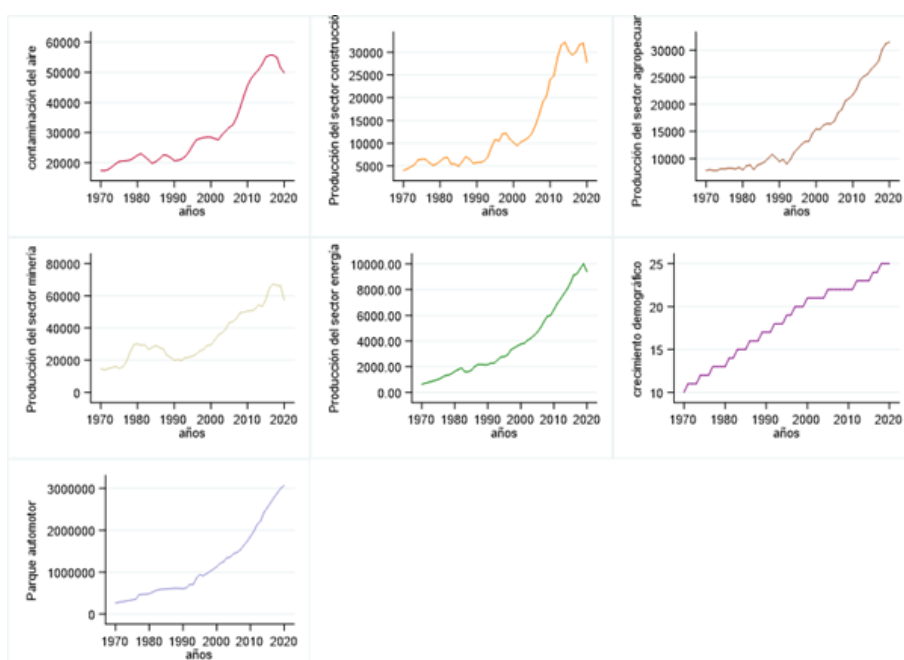 contaminación del aire
60000
50000
40000
30000
20000
1970 1980 1990 2000 2010 2020
años
Producción del sector construcció
30000
25000
20000
15000
10000
5000
1970 1980 1990 2000 2010 2020
años
Producción del sector agropecuar
30000
25000
20000
15000
10000
1970 1980 1990 2000 2010 2020
años
Producción del sector minería
80000
60000
40000
20000
0
1970 1980 1990 2000 2010 2020
años
Producción del sector energía
10000.00
8000.00
6000.00
4000.00
2000.00
0.00
1970 1980 1990 2000 2010 2020
años
crecimiento demográfico
25
20
15
10
1970 1980 1990 2000 2010 2020
años
Parque automotor
3000000
2000000
1000000
0
1970 1980 1990 2000 2010 2020
años